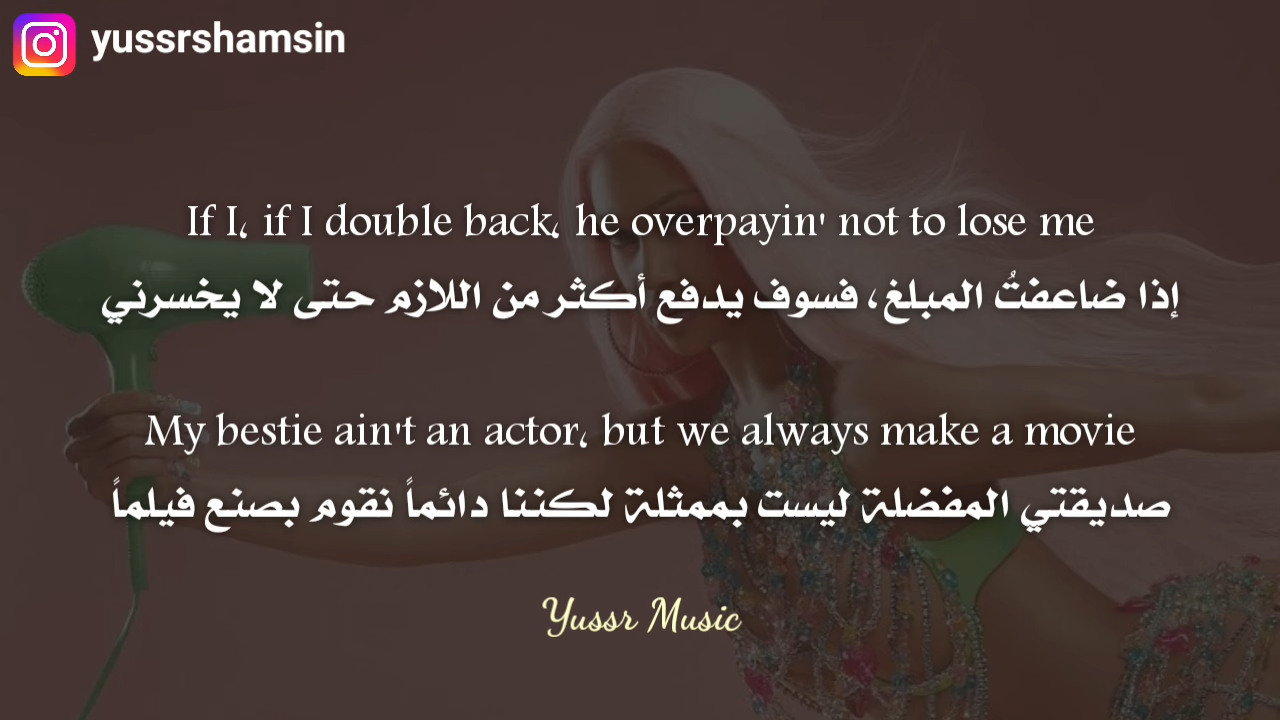 yussrshamsin
If I، if I double back، he overpayin' not to lose me
إذا ضاعفتُ المبلغ، فسوف يدفع أكثر من اللازم حتى لا يخسرني
My bestie ain't an actor، but we always make a movie
صديقتي المفضلة ليست بممثلة لكننا دائماً نقوم بصنع فيلماً
Yussr Music